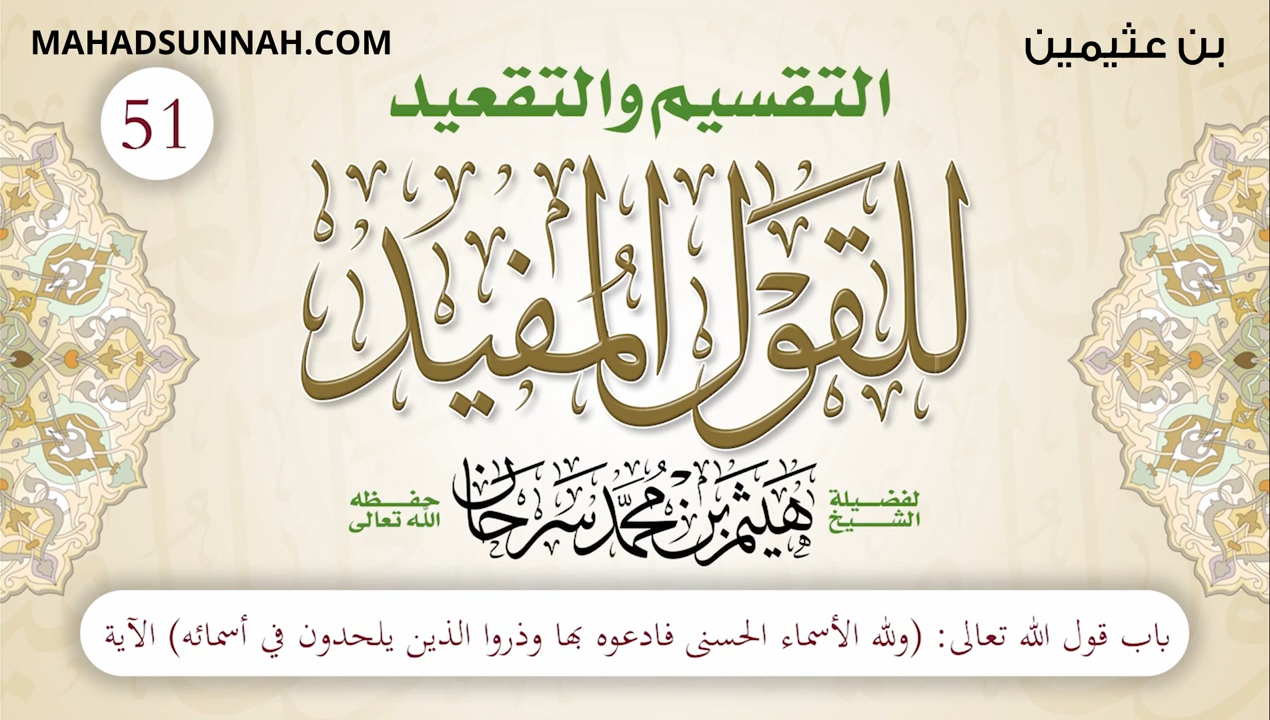 MAHADSUNNAH.COM
بن عثيمين
51
التقسيم والتقعيد
للقول المفيد
لفضيلة الشيخ
هيثم بن محمد سرحان
حفظه الله تعالى
باب قول الله تعالى: (ولله الأسماء الحسنى فادعوه بها وذروا الذين يلحدون في أسمائه) الآية